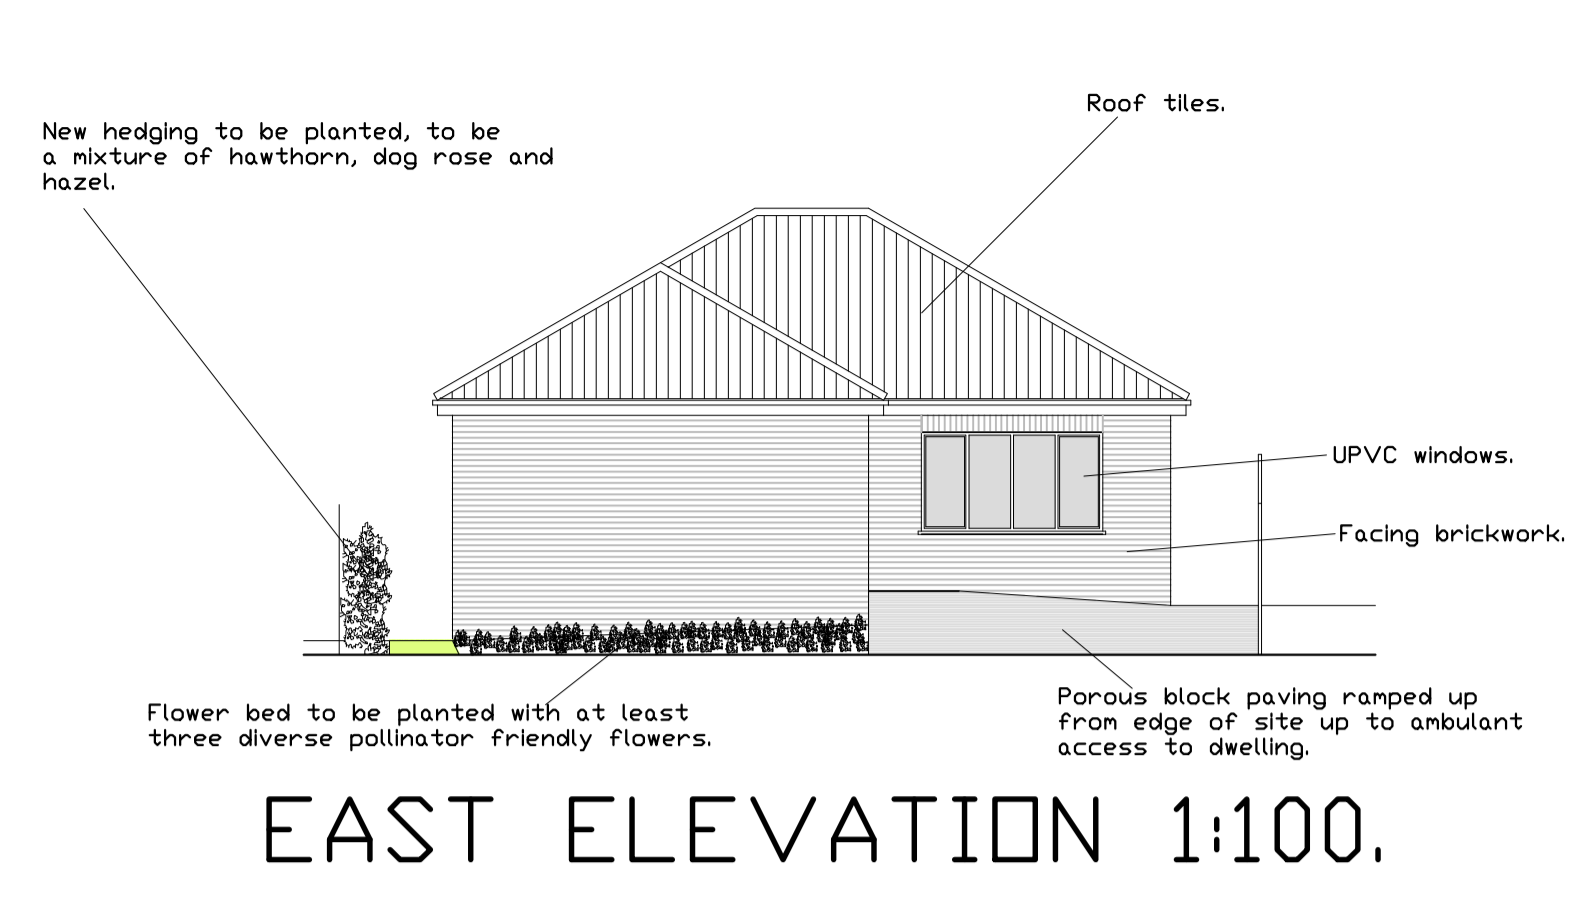 Roof tiles.
New hedging to be planted, to be
a mixture of hawthorn, dog rose and
hazel.
UPVC windows.
Facing brickwork.
Porous block paving ramped up
from edge of site up to ambulant
access to dwelling.
Flower bed to be planted with at least
three diverse pollinator friendly flowers.
EAST ELEVATION 1:100.